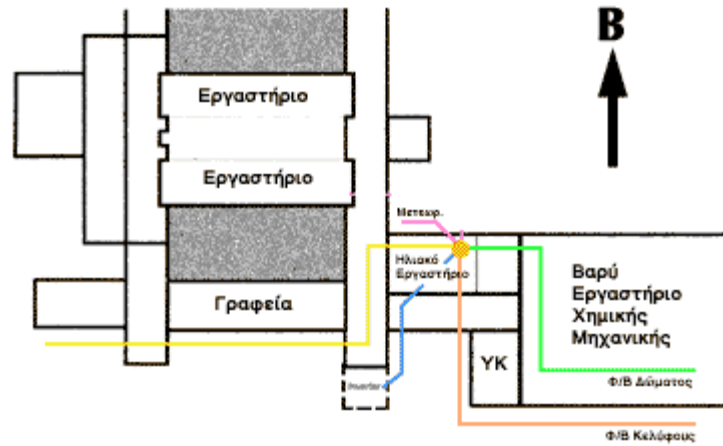 Β
Εργαστήριο
Εργαστήριο
Μετεωρ.
Ηλιακό
Εργαστήριο
Βαρύ
Εργαστήριο
Χημικής
Μηχανικής
Γραφεία
ΥΚ
Inverter
Φ/Β Δώματος
Φ/Β Κελύφους